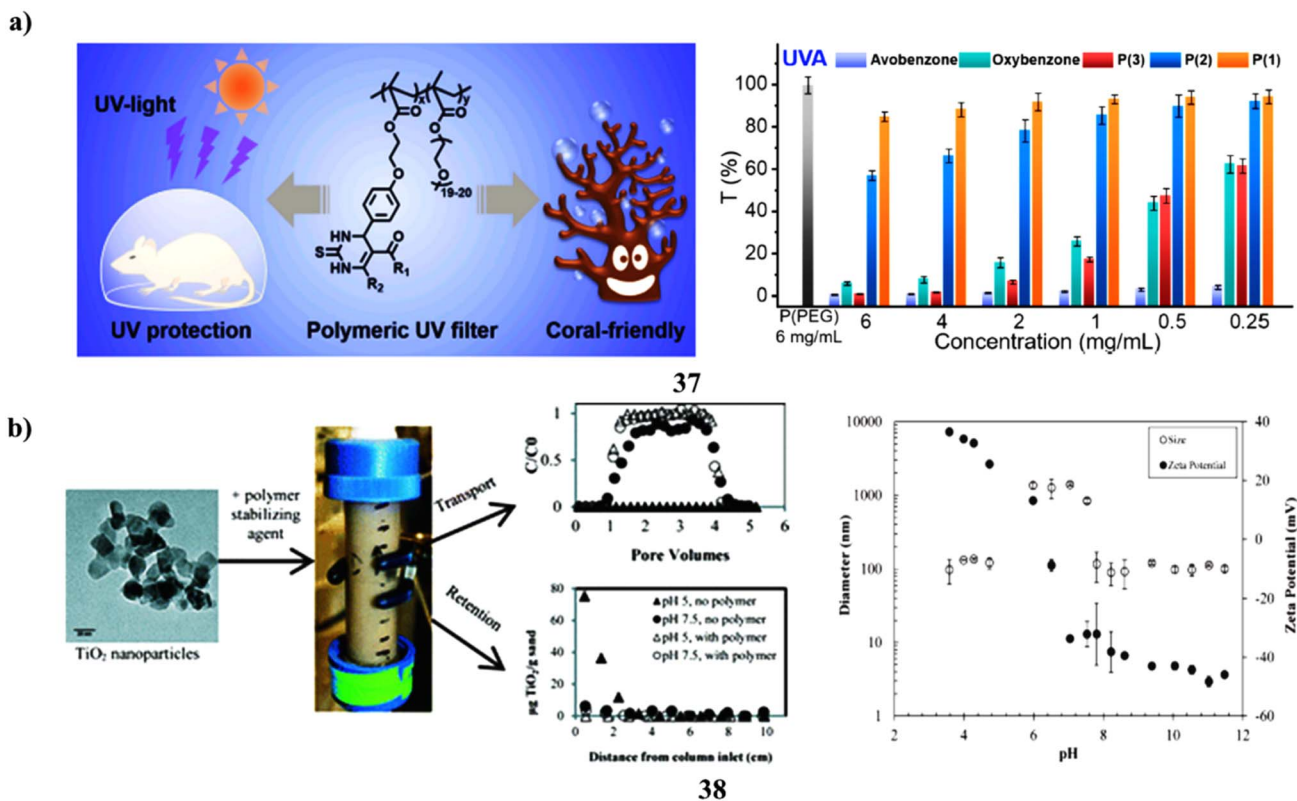 a)
UV-light
UV protection
Polymeric UV filter
Coral-friendly
O
O
O
O
O
O
19-20
x
y
HN
S
HN
O
R1
R2
UVA
Avobenzone
Oxybenzone
P(3)
P(2)
P(1)
T (%)
100
80
60
40
20
0
P(PEG)
6 mg/mL
6
4
2
1
0.5
0.25
Concentration (mg/mL)
37
b)
TiO2 nanoparticles
+ polymer
stabilizing
agent
Transport
Retention
C/C0
1
0.5
0
0 1 2 3 4 5 6
Pore Volumes
µg TiO2/g sand
80
60
40
20
0
pH 5, no polymer
pH 7.5, no polymer
pH 5, with polymer
pH 7.5, with polymer
0 2 4 6 8 10
Distance from column inlet (cm)
Diameter (nm)
10000
1000
100
10
1
Size
Zeta Potential
40
20
0
-20
-40
-60
Zeta Potential (mV)
2 4 6 8 10 12
pH
38